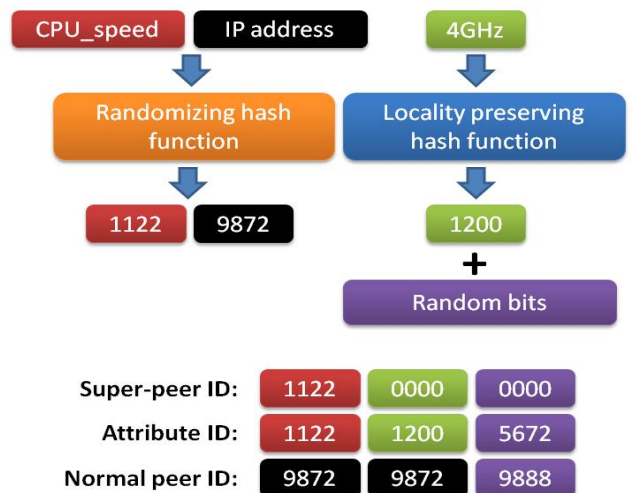 CPU_speed IP address 4GHz
Randomizing hash Locality preserving
function hash function
1122 9872 1200
+
Random bits
Super-peer ID: 1122 0000 0000
Attribute ID: 1122 1200 5672
Normal peer ID: 9872 9872 9888